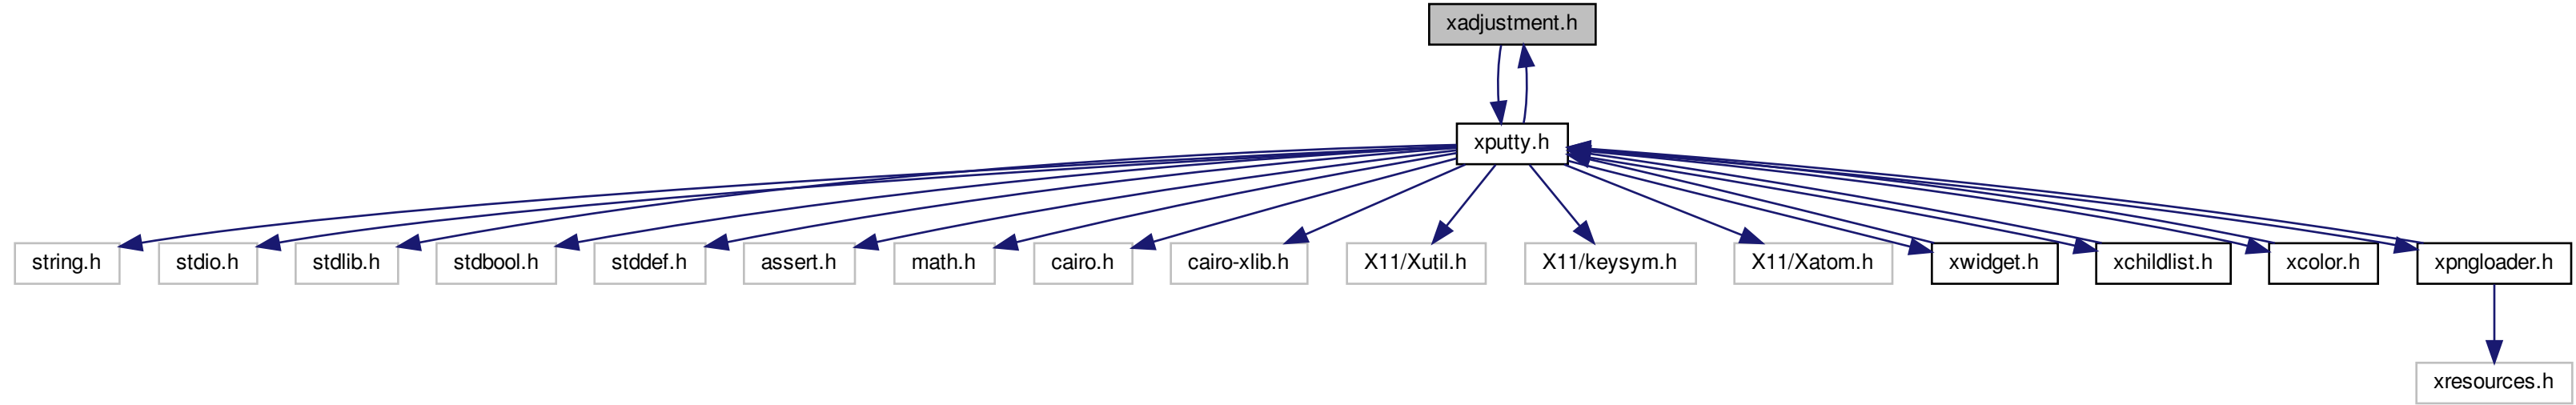 xadjustment.h
xputty.h
string.h
stdio.h
stdlib.h
stdbool.h
stddef.h
assert.h
math.h
cairo.h
cairo-xlib.h
X11/Xutil.h
X11/keysym.h
X11/Xatom.h
xwidget.h
xchildlist.h
xcolor.h
xpngloader.h
xresources.h